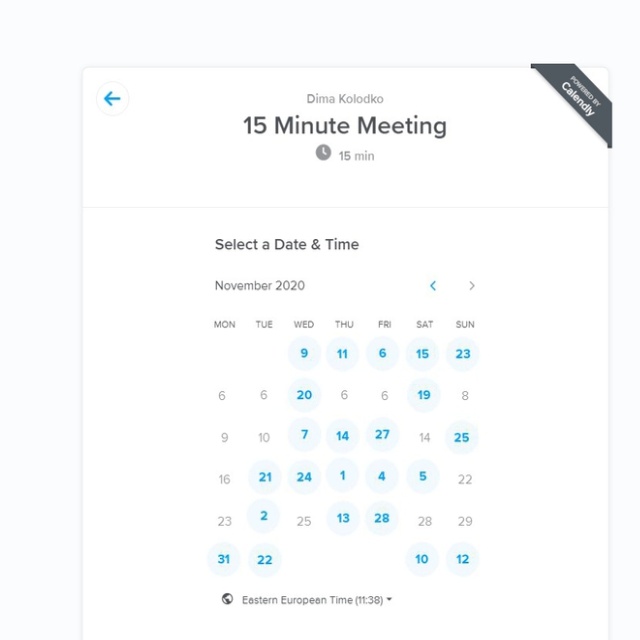 POWERED BY
Calendly
Dima Kolodko
15 Minute Meeting
15 min
Select a Date & Time
November 2020
MON TUE WED THU FRI SAT SUN
9 11 6 15 23
6 6 20 6 6 19 8
9 10 7 14 27 14 25
16 21 24 1 4 5 22
23 2 25 13 28 28 29
31 22 10 12
Eastern European Time (11:38)